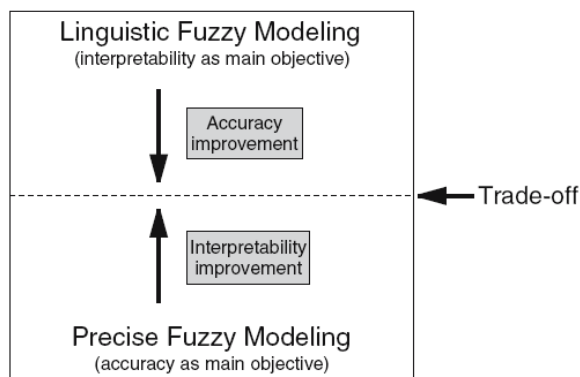 Linguistic Fuzzy Modeling
(interpretability as main objective)
Accuracy
improvement
Trade-off
Interpretability
improvement
Precise Fuzzy Modeling
(accuracy as main objective)